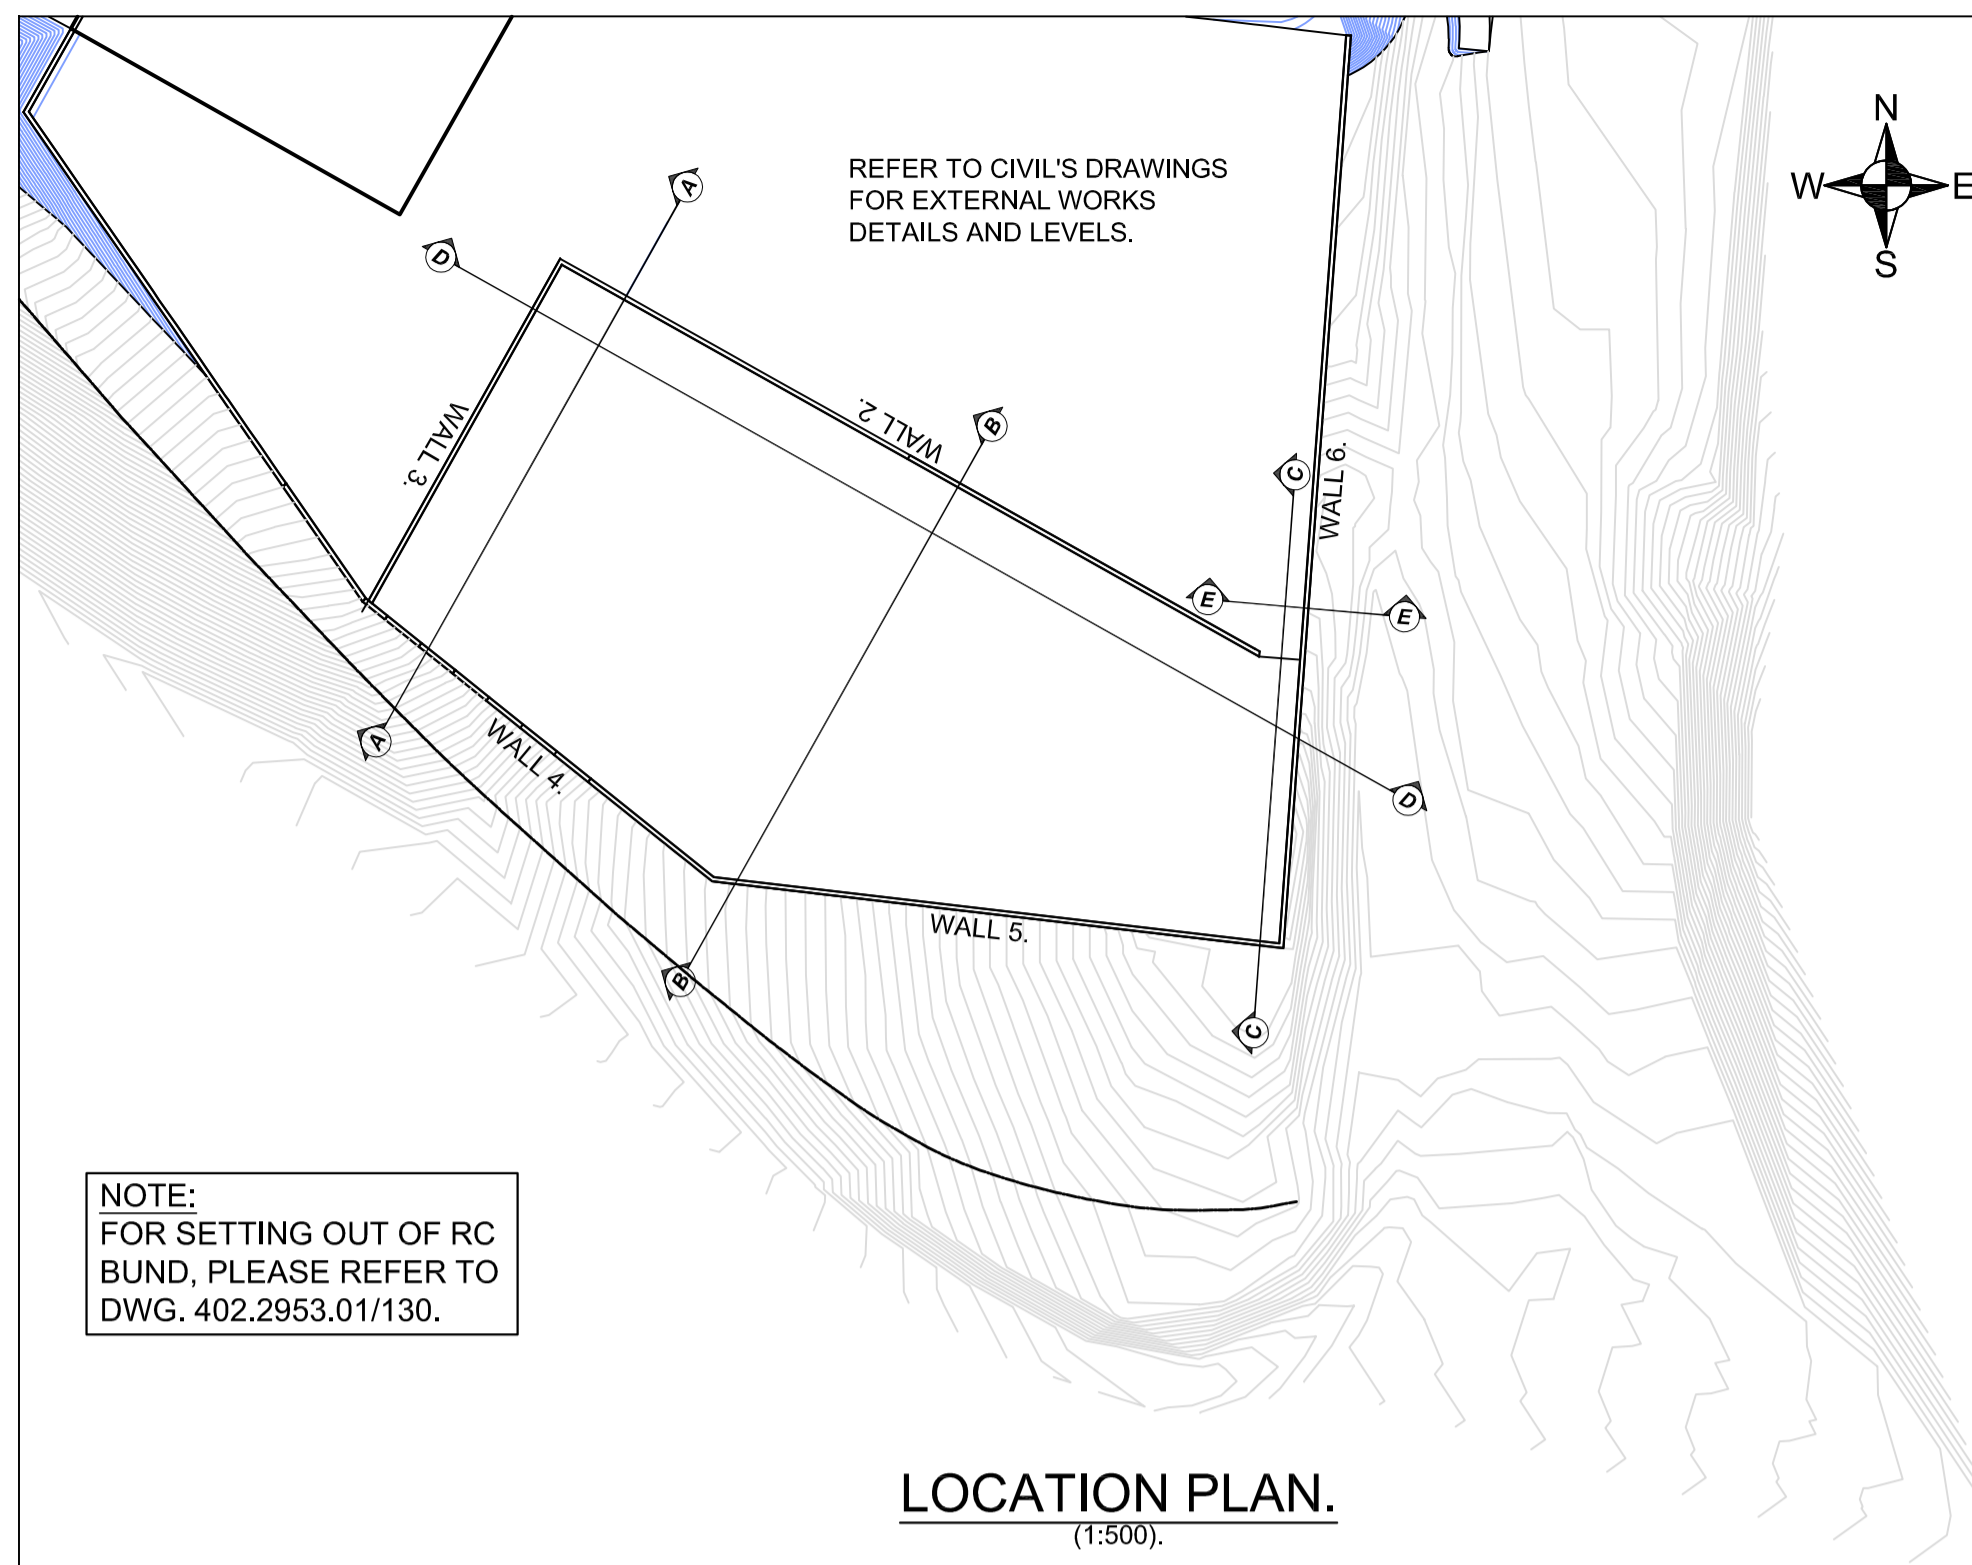 N
W
E
S
REFER TO CIVIL'S DRAWINGS
FOR EXTERNAL WORKS
DETAILS AND LEVELS.
A
D
WALL 3.
WALL 2.
B
C
WALL 6.
E
E
A
WALL 4.
D
WALL 5.
B
C
NOTE:
FOR SETTING OUT OF RC
BUND, PLEASE REFER TO
DWG. 402.2953.01/130.
LOCATION PLAN.
(1:500).